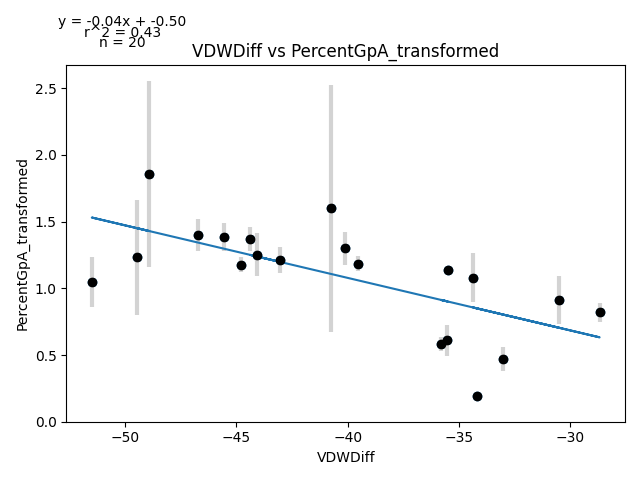 y = -0.04x + -0.50
r^2 = 0.43
n = 20
VDWDiff vs PercentGpA_transformed
2.5
2.0
1.5
1.0
0.5
0.0
PercentGpA_transformed
−50
−45
−40
−35
−30
VDWDiff